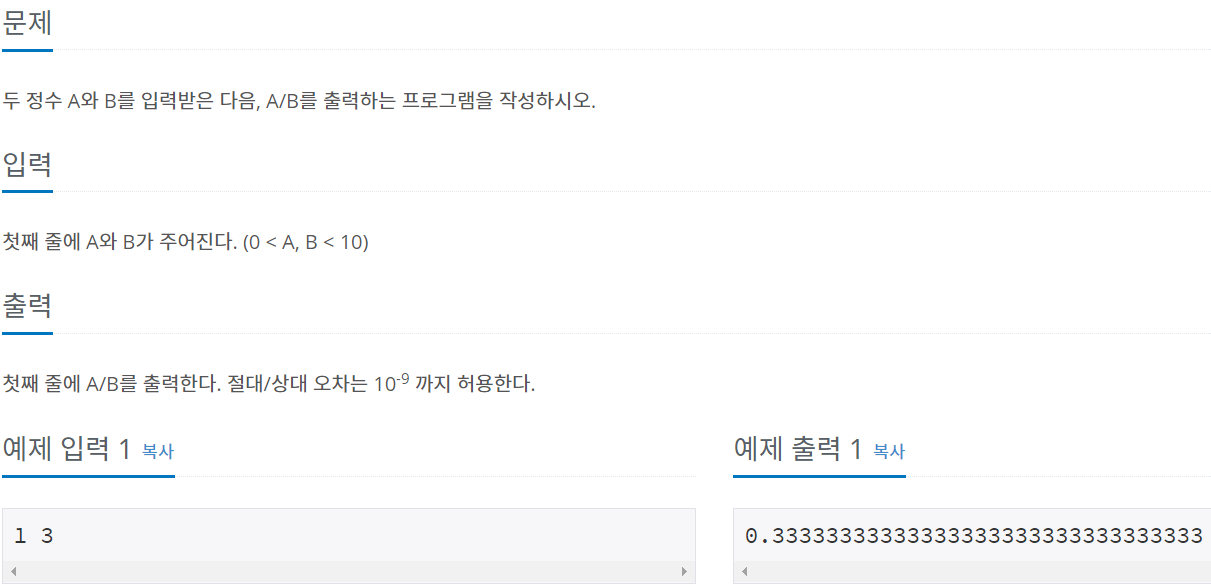 문제
두 정수 A와 B를 입력받은 다음, A/B를 출력하는 프로그램을 작성하시오.
입력
첫째 줄에 A와 B가 주어진다. (0 < A, B < 10)
출력
첫째 줄에 A/B를 출력한다. 절대/상대 오차는 10⁻⁹ 까지 허용한다.
예제 입력 1 복사
1 3
예제 출력 1 복사
0.33333333333333333333333333333333